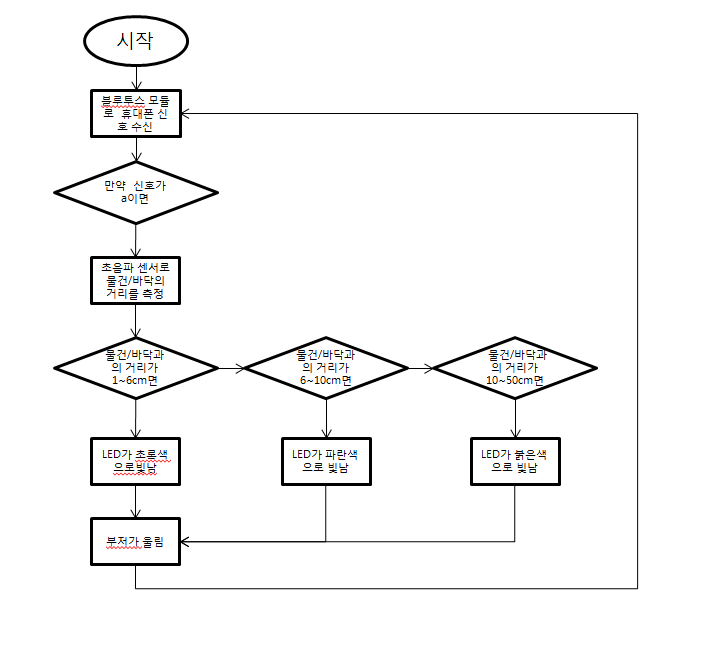 시작
블루투스 모듈
로 휴대폰 신
호 수신
만약 신호가
a이면
초음파 센서로
물건/바닥의
거리를 측정
물건/바닥과
의 거리가
1~6cm면
물건/바닥과
의 거리가
6~10cm면
물건/바닥과
의 거리가
10~50cm면
LED가 초록색
으로빛남
LED가 파란색
으로 빛남
LED가 붉은색
으로 빛남
부저가 울림